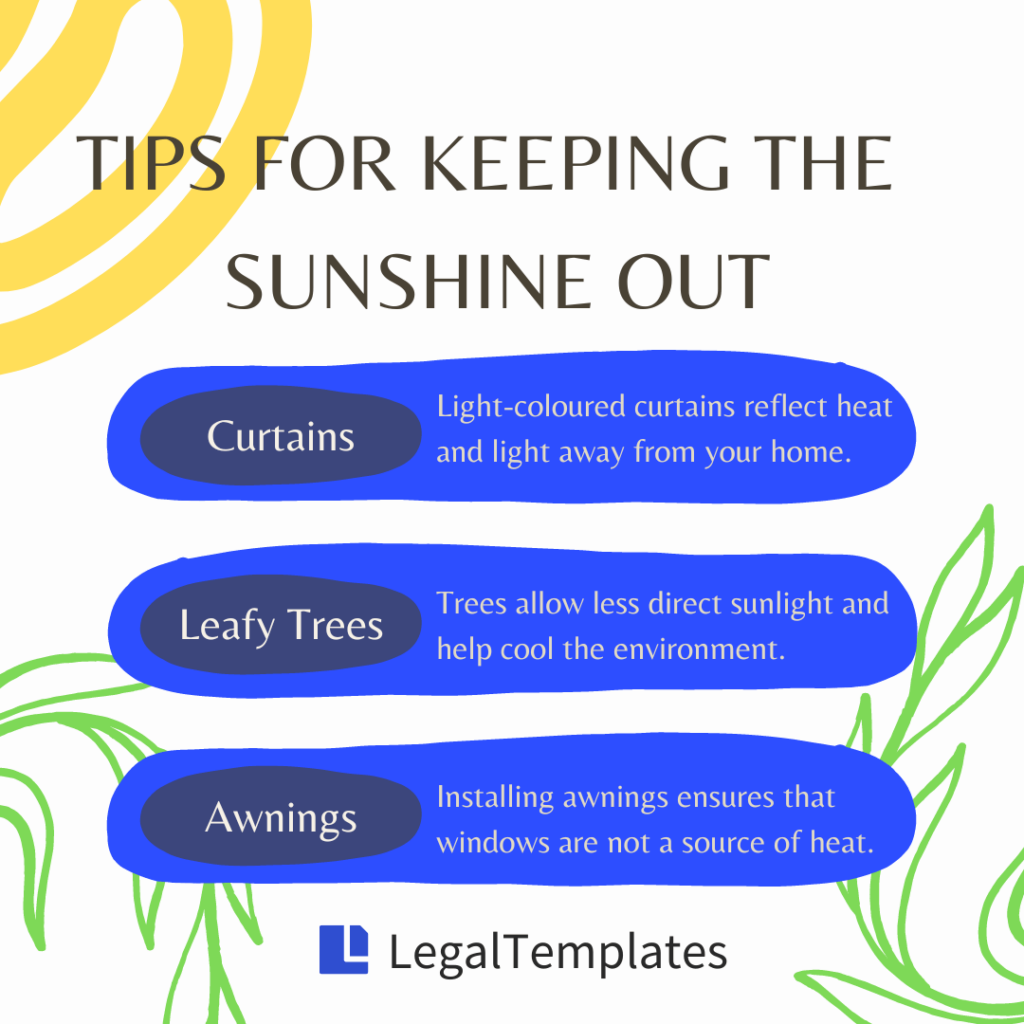 TIPS FOR KEEPING THE
SUNSHINE OUT
Curtains
Light-coloured curtains reflect heat
and light away from your home.
Leafy Trees
Trees allow less direct sunlight and
help cool the environment.
Awnings
Installing awnings ensures that
windows are not a source of heat.
LegalTemplates